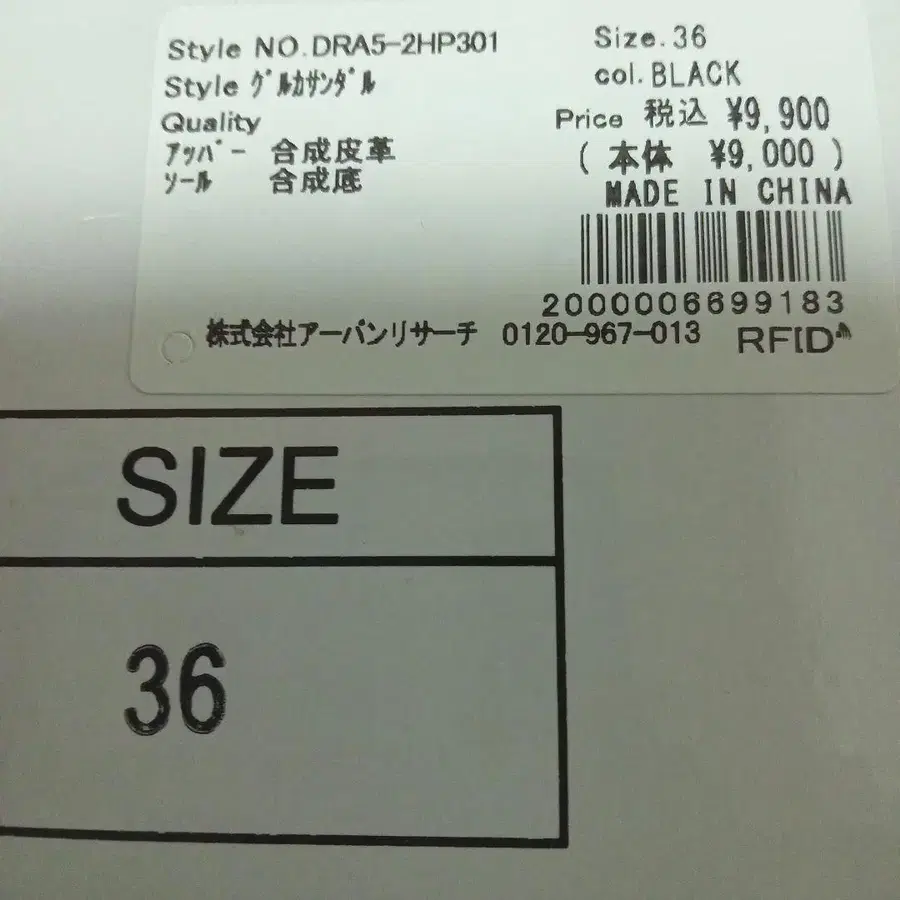 Style NO.DRA5-2HP301
Size.36
Style グルカサンダル
col.BLACK
Quality
Price 税込 ¥9,900
アッパー 合成皮革
( 本体 ¥9,000 )
ソール 合成底
MADE IN CHINA
2000006699183
株式会社アーバンリサーチ 0120-967-013 RFID
SIZE
36